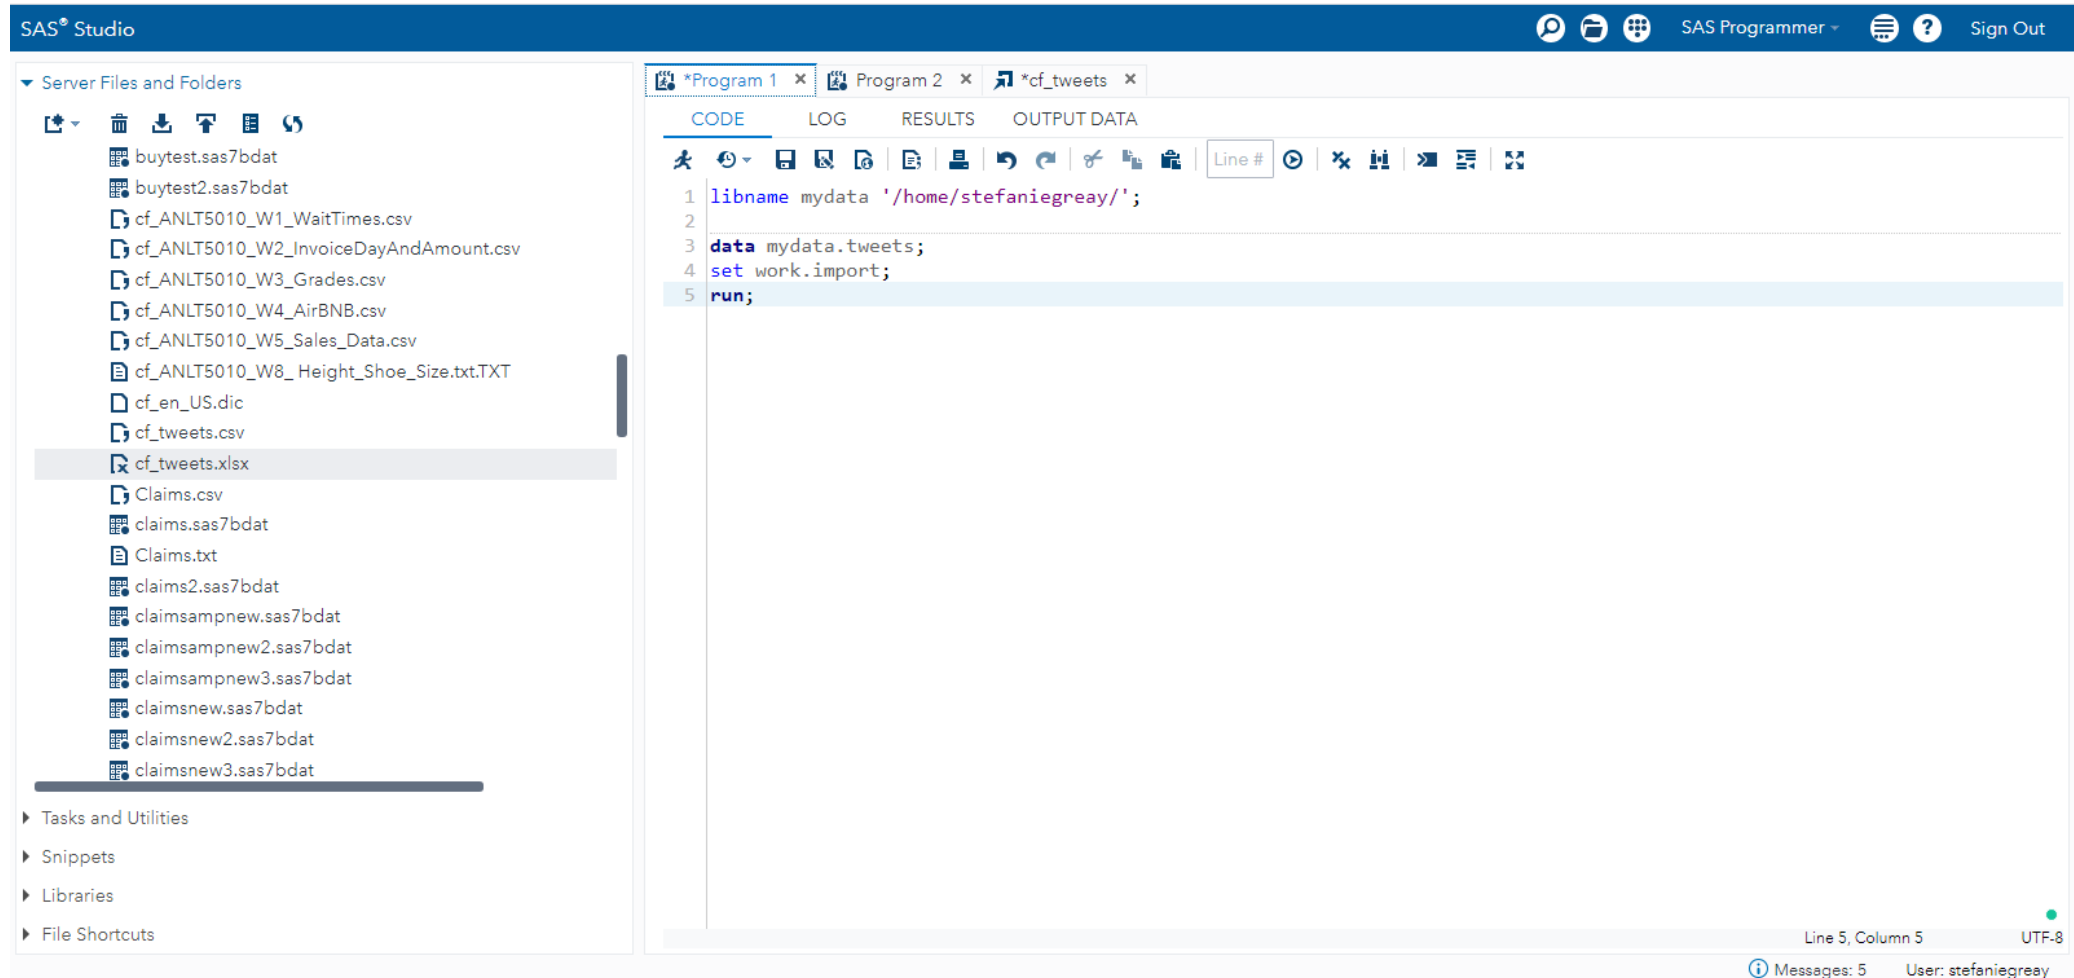 SAS® Studio
SAS Programmer
Sign Out
Server Files and Folders
buytest.sas7bdat
buytest2.sas7bdat
cf_ANLT5010_W1_WaitTimes.csv
cf_ANLT5010_W2_InvoiceDayAndAmount.csv
cf_ANLT5010_W3_Grades.csv
cf_ANLT5010_W4_AirBNB.csv
cf_ANLT5010_W5_Sales_Data.csv
cf_ANLT5010_W8_ Height_Shoe_Size.txt.TXT
cf_en_US.dic
cf_tweets.csv
cf_tweets.xlsx
Claims.csv
claims.sas7bdat
Claims.txt
claims2.sas7bdat
claimsampnew.sas7bdat
claimsampnew2.sas7bdat
claimsampnew3.sas7bdat
claimsnew.sas7bdat
claimsnew2.sas7bdat
claimsnew3.sas7bdat
Tasks and Utilities
Snippets
Libraries
File Shortcuts
*Program 1
Program 2
*cf_tweets
CODE LOG RESULTS OUTPUT DATA
Line #
1 libname mydata '/home/stefaniegreay/';
2
3 data mydata.tweets;
4 set work.import;
5 run;
Line 5, Column 5
UTF-8
Messages: 5
User: stefaniegreay